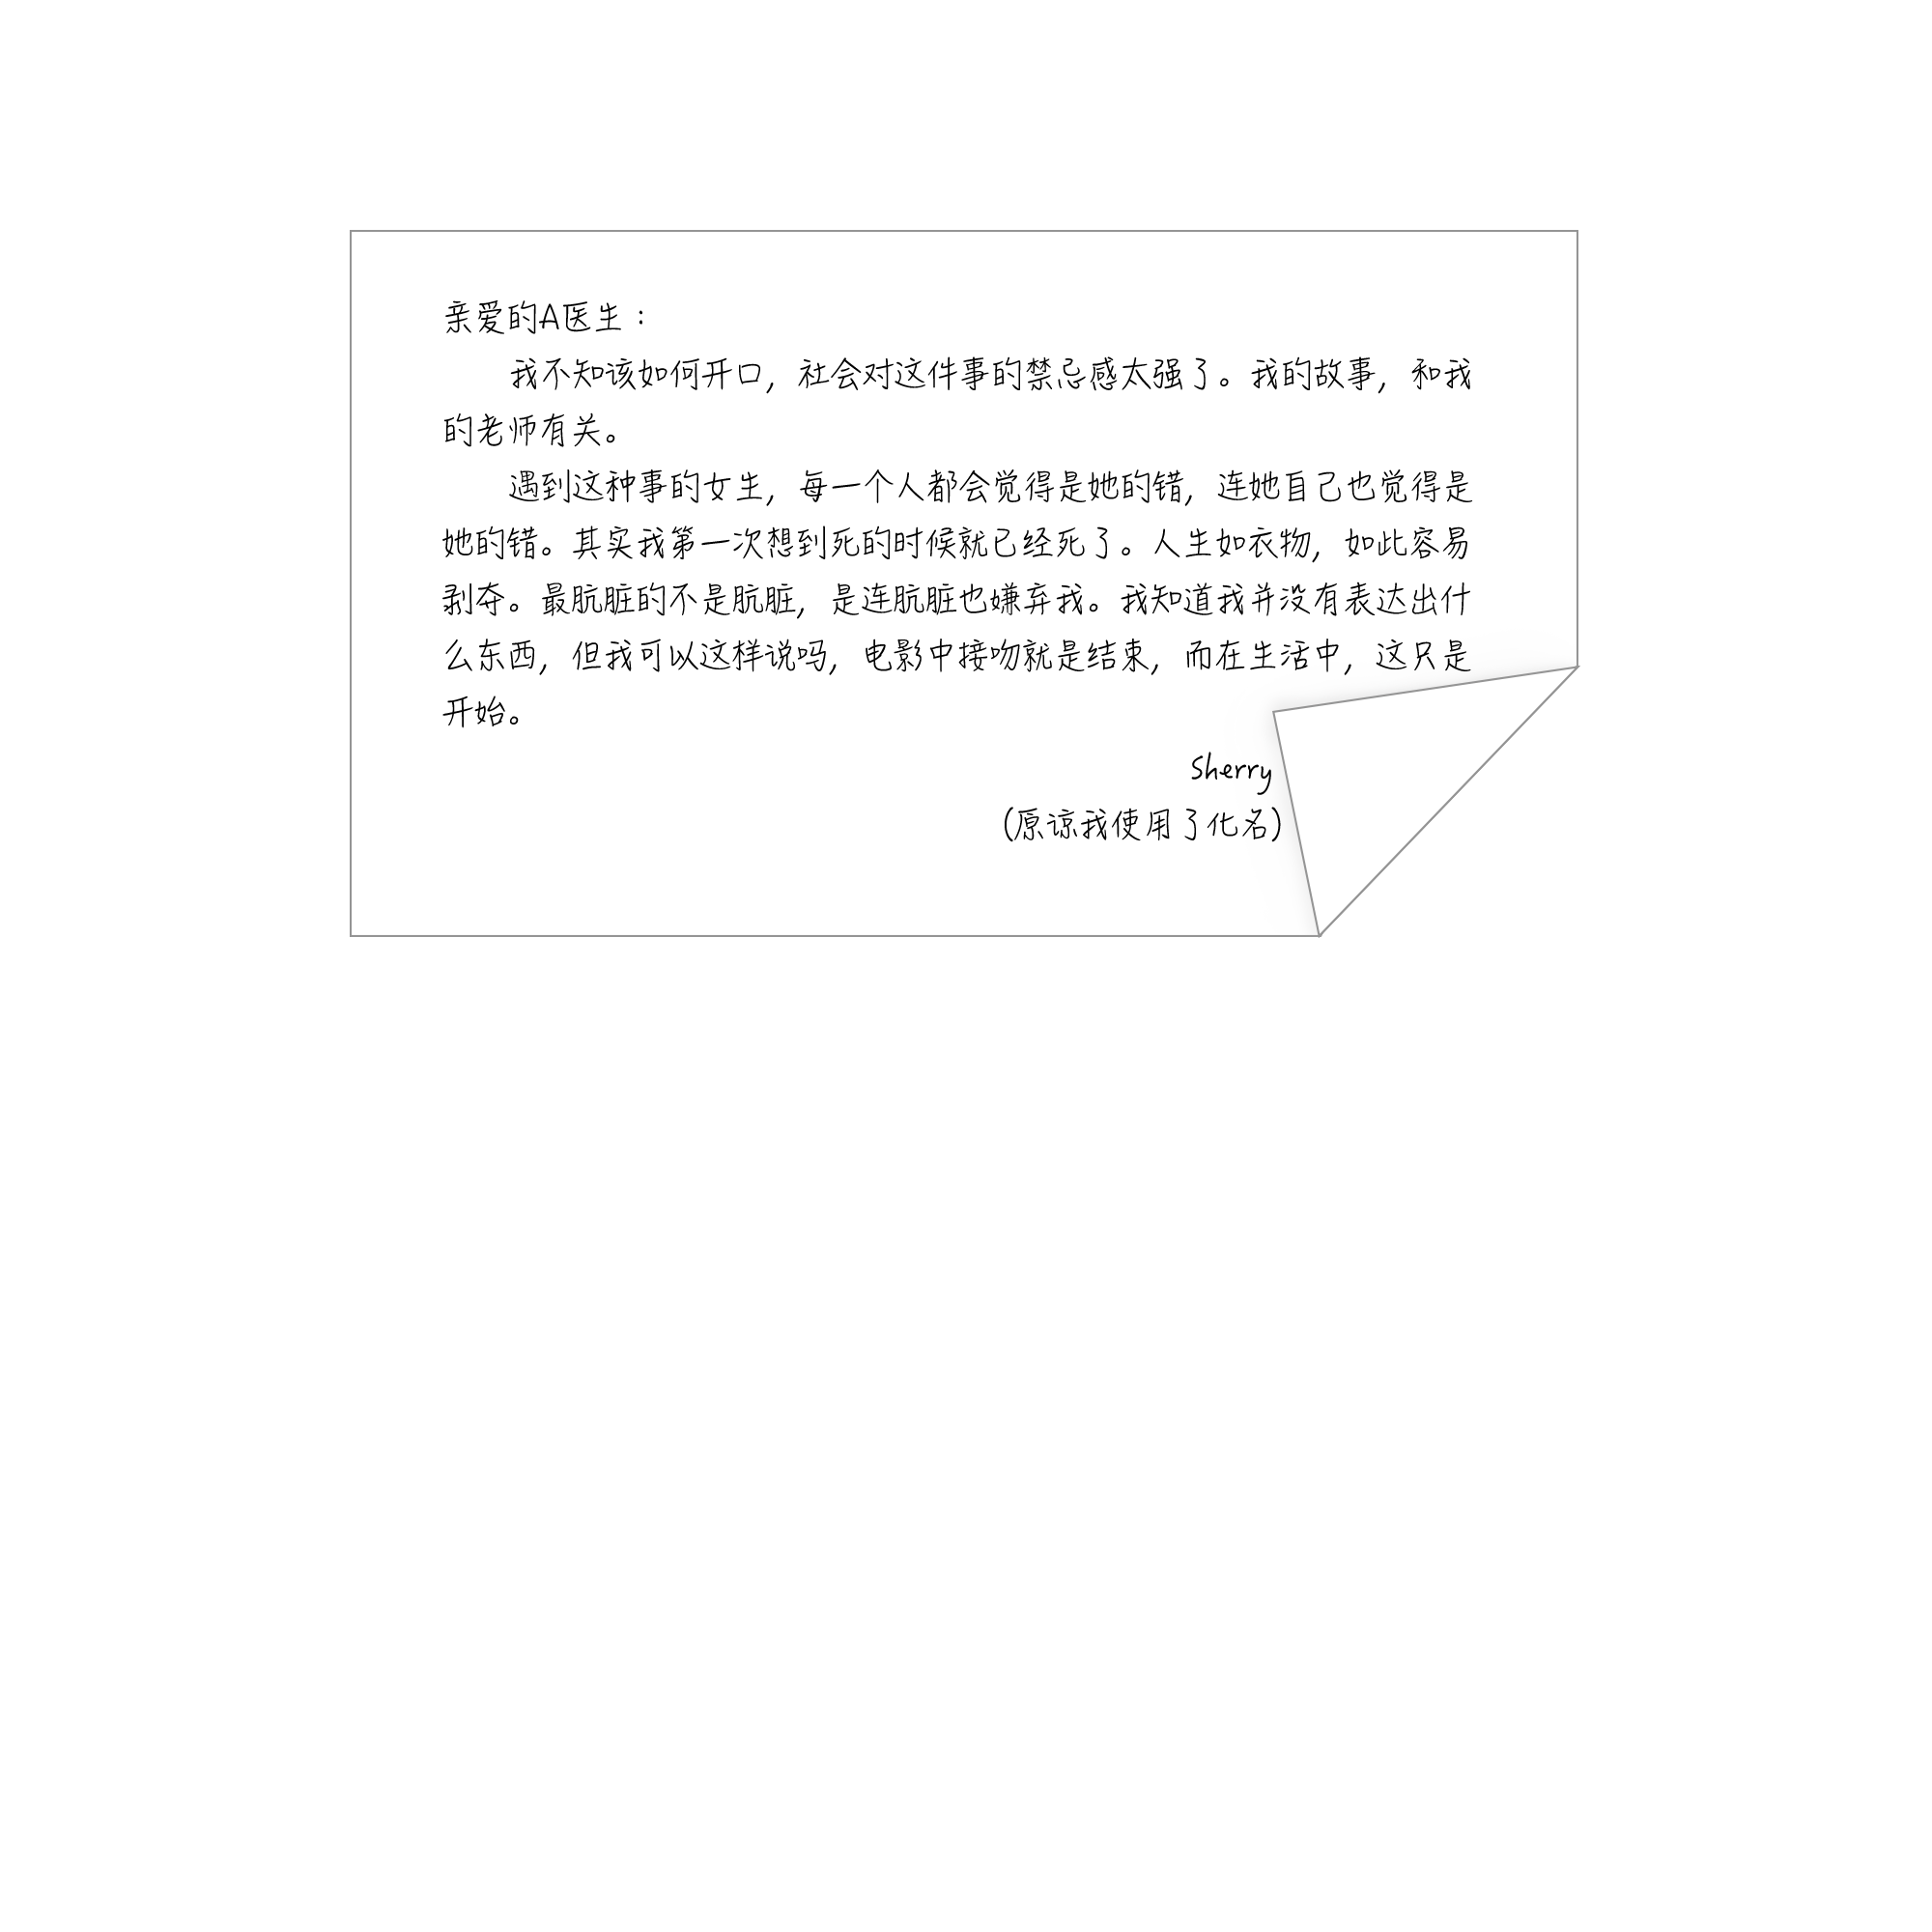 亲爱的A医生：
我不知该如何开口，社会对这件事的禁忌感太强了。我的故事，和我
的老师有关。
遇到这种事的女生，每一个人都会觉得是她的错，连她自己也觉得是
她的错。其实我第一次想到死的时候就已经死了。人生如衣物，如此容易
剥夺。最肮脏的不是肮脏，是连肮脏也嫌弃我。我知道我并没有表达出什
么东西，但我可以这样说吗，电影中接吻就是结束，而在生活中，这只是
开始。
Sherry
(原谅我使用了化名)